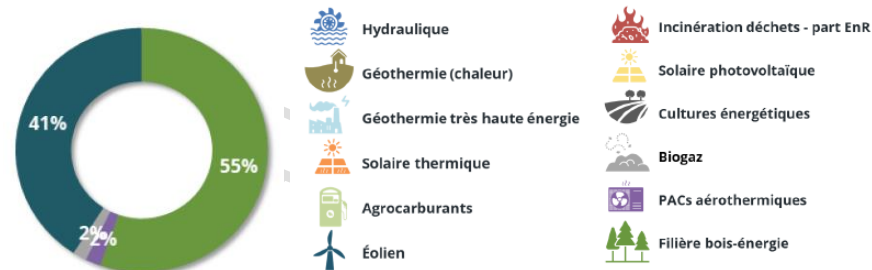 41%
55%
2%
2%
Hydraulique
Géothermie (chaleur)
Géothermie très haute énergie
Solaire thermique
Agrocarburants
Éolien
Incinération déchets - part EnR
Solaire photovoltaïque
Cultures énergétiques
Biogaz
PACs aérothermiques
Filière bois-énergie